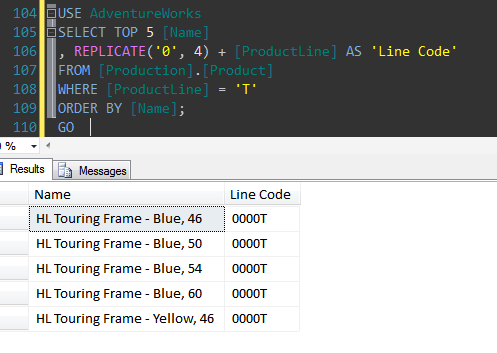 104 USE AdventureWorks
105 SELECT TOP 5 [Name]
106 , REPLICATE('0', 4) + [ProductLine] AS 'Line Code'
107 FROM [Production].[Product]
108 WHERE [ProductLine] = 'T'
109 ORDER BY [Name];
110 GO
0 %
Results Messages
Name Line Code
HL Touring Frame - Blue, 46 0000T
HL Touring Frame - Blue, 50 0000T
HL Touring Frame - Blue, 54 0000T
HL Touring Frame - Blue, 60 0000T
HL Touring Frame - Yellow, 46 0000T